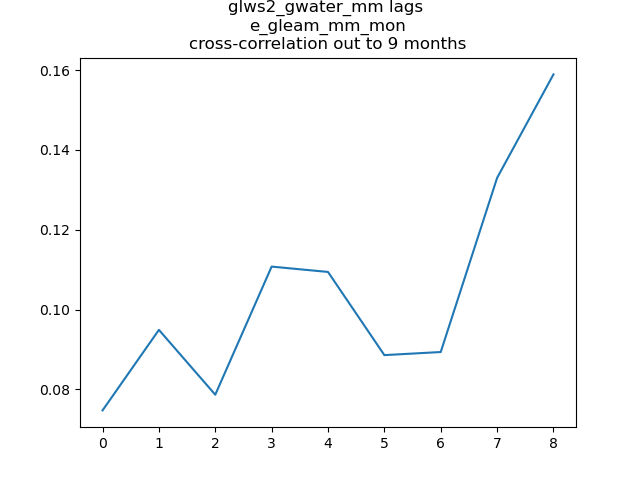 glws2_gwater_mm lags
e_gleam_mm_mon
cross-correlation out to 9 months
0.16
0.14
0.12
0.10
0.08
0 1 2 3 4 5 6 7 8